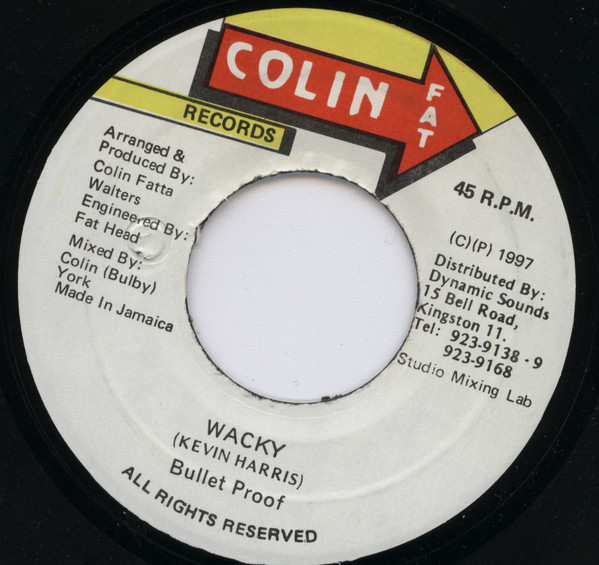 COLIN
FAT
RECORDS
Arranged &
Produced By:
Colin Fatta
Walters
Engineered By:
Fat Head
Mixed By:
Colin (Bulby)
York
Made In Jamaica
45 R.P.M.
(C)(P) 1997
Distributed By:
Dynamic Sounds
15 Bell Road,
Kingston 11.
Tel: 923-9138 - 9
923-9168
Studio Mixing Lab
WACKY
(KEVIN HARRIS)
Bullet Proof
ALL RIGHTS RESERVED